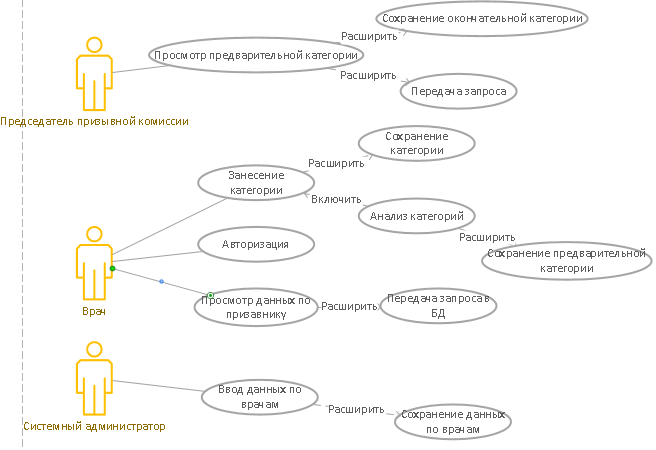 Сохранение окончательной категории
Расширить
Просмотр предварительной категории
Расширить
Передача запроса
Председатель призывной комиссии
Сохранение
категории
Расширить
Занесение
категории
Включить
Анализ категорий
Расширить
Авторизация
Сохранение предварительной
категории
Просмотр данных по
призавнику
Расширить
Передача запроса в
БД
Врач
Ввод данных по
врачам
Расширить
Сохранение данных
по врачам
Системный администратор